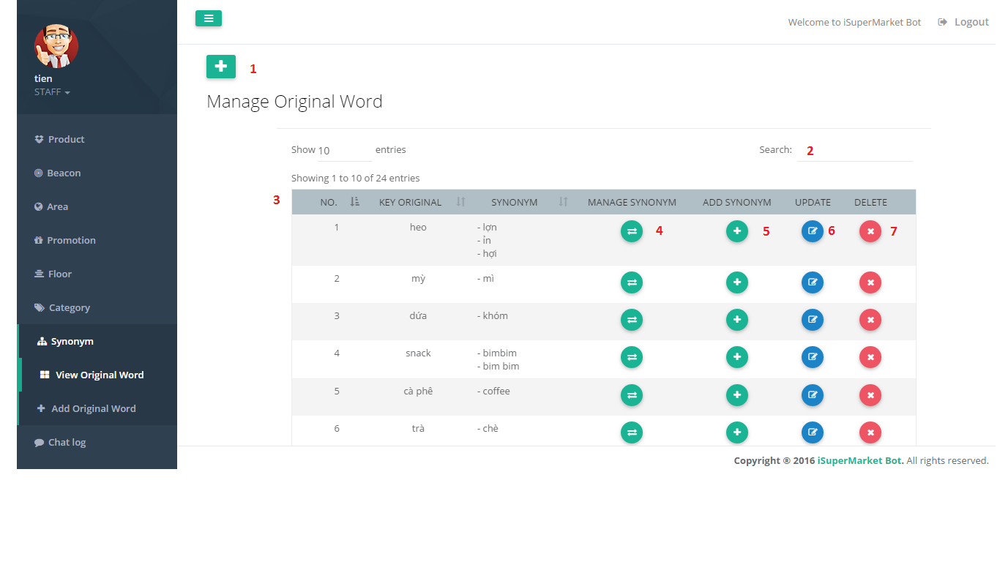 tien
STAFF
Product
Beacon
Area
Promotion
Floor
Category
Synonym
View Original Word
Add Original Word
Chat log
Welcome to iSuperMarket Bot
Logout
1
Manage Original Word
Show 10 entries
Search: 2
Showing 1 to 10 of 24 entries
3
NO. KEY ORIGINAL SYNONYM MANAGE SYNONYM ADD SYNONYM UPDATE DELETE
1 heo - lợn 4 5 6 7
- ỉn
- hợi
2 mỳ - mì
3 dứa - khóm
4 snack - bimbim
- bim bim
5 cà phê - coffee
6 trà - chè
Copyright ® 2016 iSuperMarket Bot. All rights reserved.